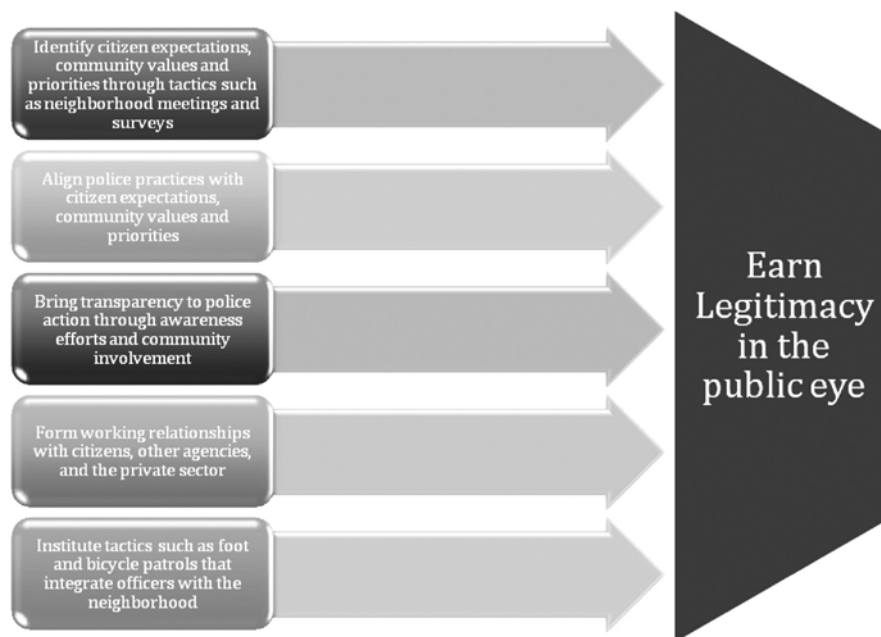 Identify citizen expectations,
community values and
priorities through tactics such
as neighborhood meetings and
surveys
Align police practices with
citizen expectations,
community values and
priorities
Bring transparency to police
action through awareness
efforts and community
involvement
Form working relationships
with citizens, other agencies,
and the private sector
Institute tactics such as foot
and bicycle patrols that
integrate officers with the
neighborhood
Earn
Legitimacy
in the
public eye